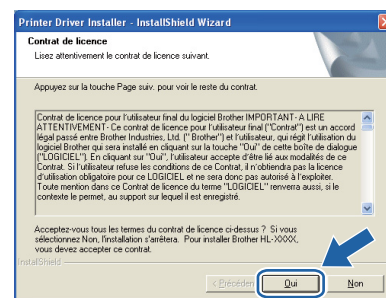 Printer Driver Installer - InstallShield Wizard
Contrat de licence
Lisez attentivement le contrat de licence suivant.
Appuyez sur la touche Page suiv. pour voir le reste du contrat.
Contrat de licence pour l'utilisateur final du logiciel Brother IMPORTANT- A LIRE
ATTENTIVEMENT- Ce contrat de licence pour l'utilisateur final ("Contrat") est un accord
légal passé entre Brother Industries, Ltd. (" Brother") et l'utilisateur, qui régit l'utilisation du
logiciel Brother qui sera installé en cliquant sur la touche "Oui" de cette boîte de dialogue
("LOGICIEL"). En cliquant sur "Oui", l'utilisateur accepte d'être lié aux modalités de ce
Contrat. Si l'utilisateur refuse les conditions de ce Contrat, il n'obtiendra pas la licence
d'utilisation obligatoire pour ce LOGICIEL et ne sera donc pas autorisé à l'exploiter.
Toute mention dans ce Contrat de licence du terme "LOGICIEL" renverra aussi, si le
contexte le permet, au support sur lequel il est enregistré.
Acceptez-vous tous les termes du contrat de licence ci-dessus ? Si vous
sélectionnez Non, l'installation s'arrêtera. Pour installer Brother HL-XXXX,
vous devez accepter ce contrat.
InstallShield
< Précéden Oui Non